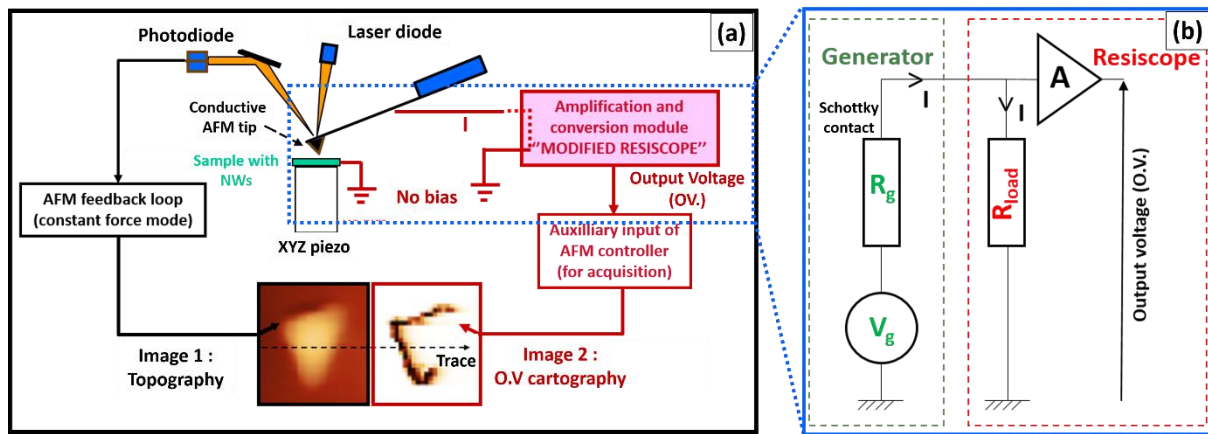 (a)
Photodiode
Laser diode
Conductive
AFM tip
Sample with
NWs
I
Amplification and
conversion module
“MODIFIED RESISCOPE”
No bias
Output Voltage
(OV.)
AFM feedback loop
(constant force mode)
XYZ piezo
Auxilliary input of
AFM controller
(for acquisition)
Image 1 :
Topography
Trace
Image 2 :
O.V cartography
(b)
Generator
Resiscope
A
I
Schottky
contact
I
Rg
Rload
Vg
Output voltage (O.V.)